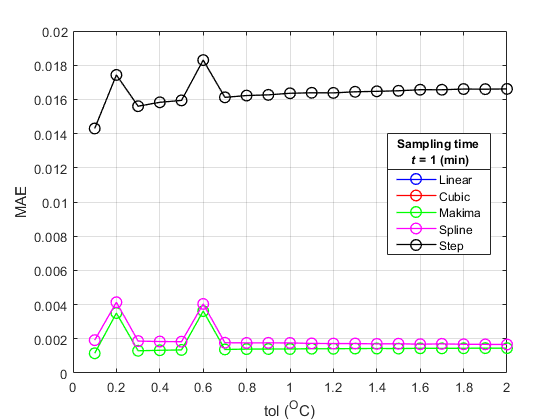 0.02
0.018
0.016
0.014
0.012
0.01
0.008
0.006
0.004
0.002
0
MAE
Sampling time
t = 1 (min)
Linear
Cubic
Makima
Spline
Step
0 0.2 0.4 0.6 0.8 1 1.2 1.4 1.6 1.8 2
tol (OC)